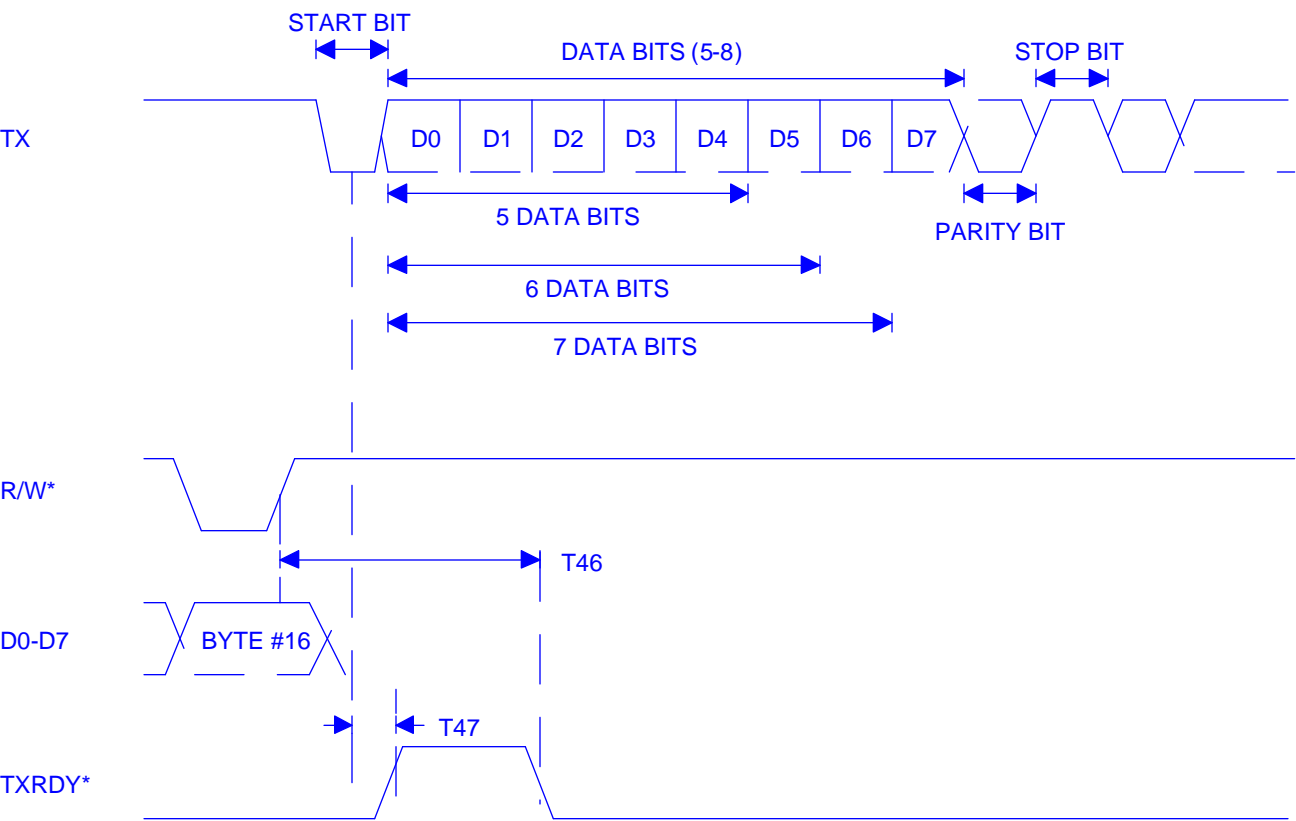 START BIT
DATA BITS (5-8)
STOP BIT
TX
D0 D1 D2 D3 D4 D5 D6 D7
5 DATA BITS
PARITY BIT
6 DATA BITS
7 DATA BITS
R/W*
T46
D0-D7
BYTE #16
T47
TXRDY*